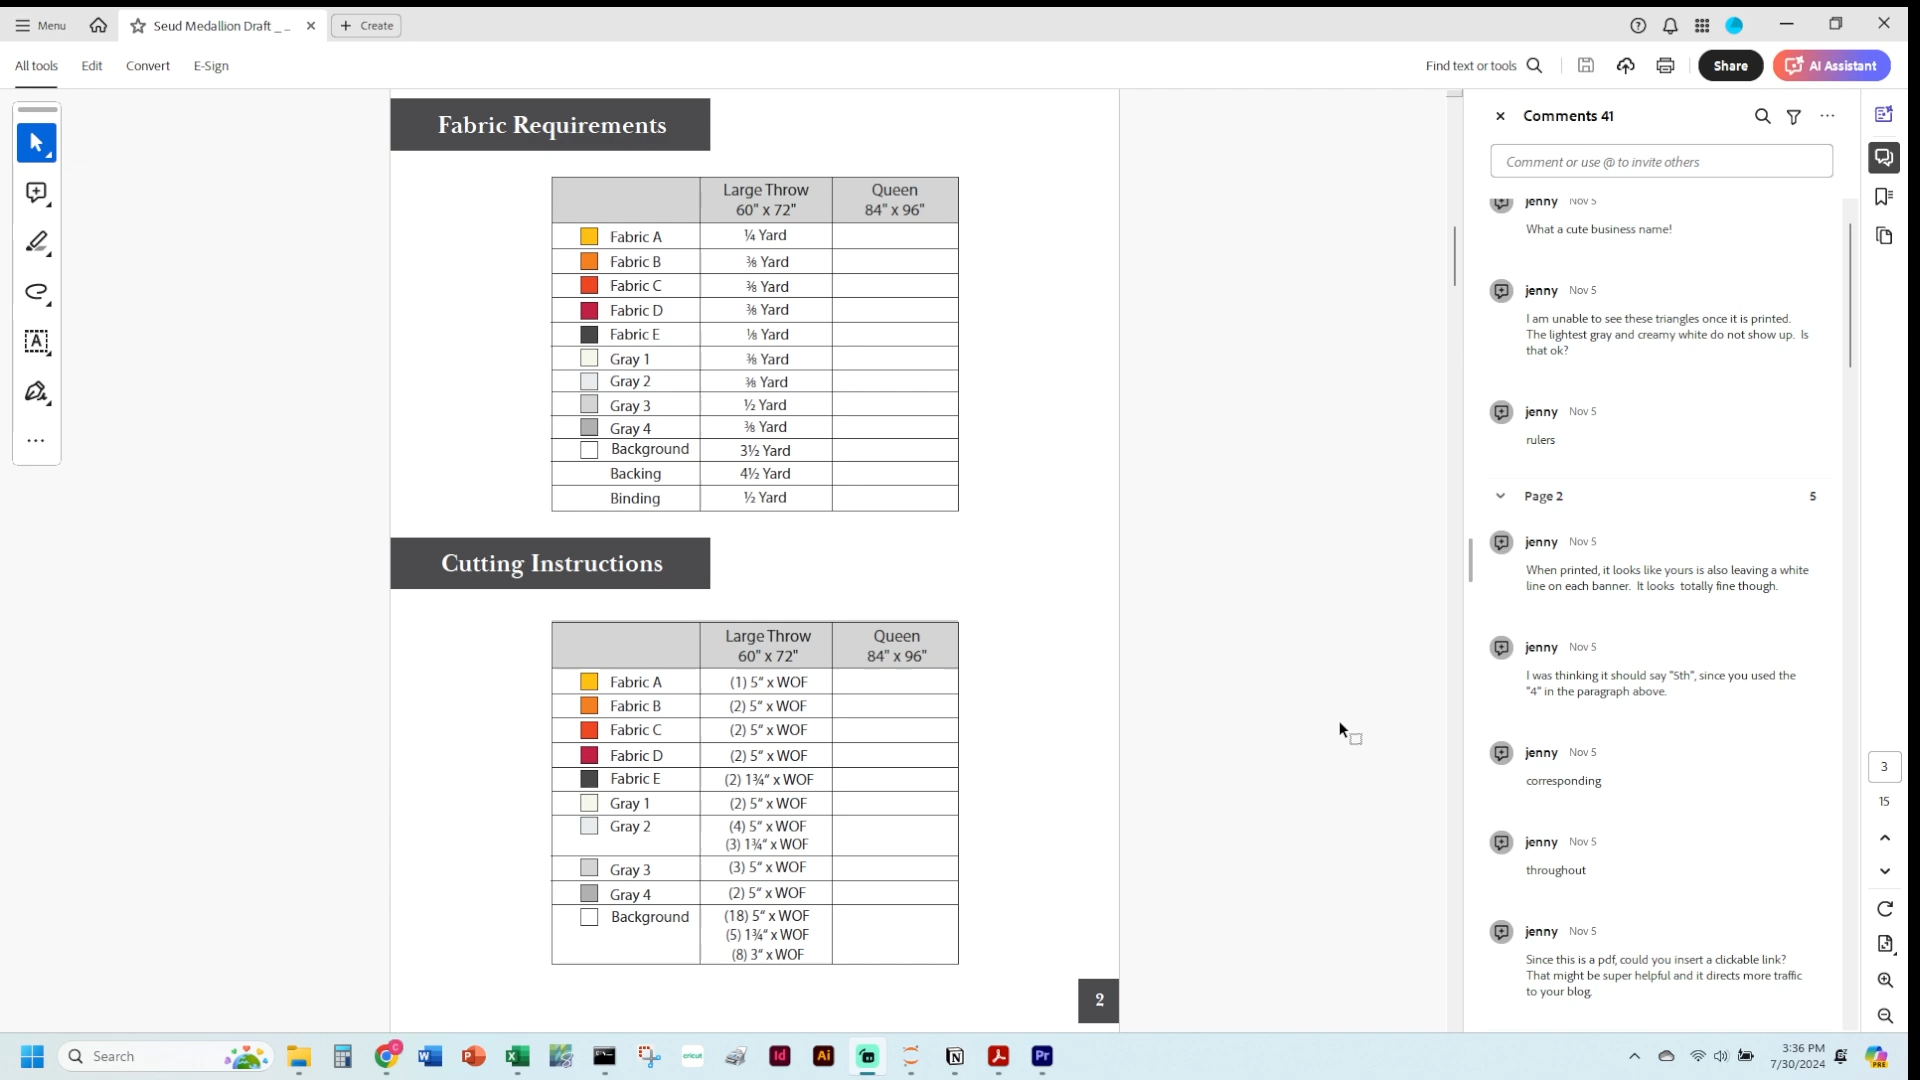 Menu
Seud Medallion Draft _ _..
Create
All tools
Edit
Convert
E-Sign
Find text or tools
Share
AI Assistant
Fabric Requirements
Large Throw
60" x 72"
Queen
84" x 96"
Fabric A ¼ Yard
Fabric B ⅜ Yard
Fabric C ⅜ Yard
Fabric D ⅜ Yard
Fabric E ⅛ Yard
Gray 1 ⅜ Yard
Gray 2 ⅜ Yard
Gray 3 ½ Yard
Gray 4 ⅜ Yard
Background 3½ Yard
Backing 4½ Yard
Binding ½ Yard
Cutting Instructions
Large Throw
60" x 72"
Queen
84" x 96"
Fabric A (1) 5" x WOF
Fabric B (2) 5" x WOF
Fabric C (2) 5" x WOF
Fabric D (2) 5" x WOF
Fabric E (2) 1¾" x WOF
Gray 1 (2) 5" x WOF
Gray 2 (4) 5" x WOF
(3) 1¾" x WOF
Gray 3 (3) 5" x WOF
Gray 4 (2) 5" x WOF
Background (18) 5" x WOF
(5) 1¾" x WOF
(8) 3" x WOF
2
Comments 41
Comment or use @ to invite others
jenny Nov 5
What a cute business name!
jenny Nov 5
I am unable to see these triangles once it is printed.
The lightest gray and creamy white do not show up. Is
that ok?
jenny Nov 5
rulers
Page 2 5
jenny Nov 5
When printed, it looks like yours is also leaving a white
line on each banner. It looks totally fine though.
jenny Nov 5
I was thinking it should say "5th", since you used the
"4" in the paragraph above.
jenny Nov 5
corresponding
jenny Nov 5
throughout
jenny Nov 5
Since this is a pdf, could you insert a clickable link?
That might be super helpful and it directs more traffic
to your blog.
3
15
Search
C
cricut
Id
Ai
Pr
PRE
3:36 PM
7/30/2024